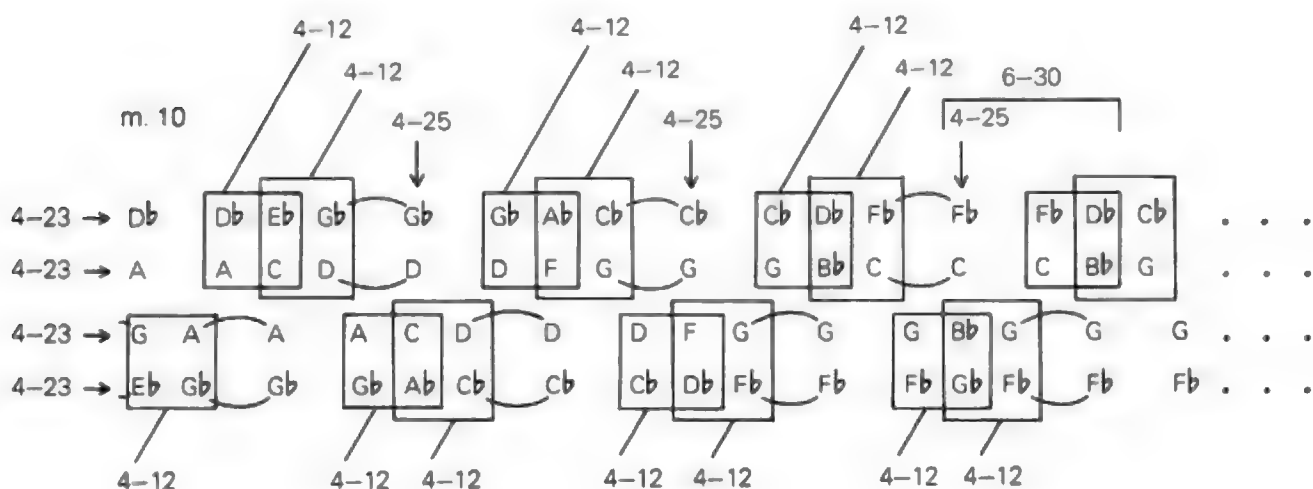 4–12 4–12 4–12
4–12 4–12 4–12 6–30
m. 10 4–25 4–25 4–25
4–23 → D♭ D♭ E♭ G♭ G♭ G♭ A♭ C♭ C♭ C♭ D♭ F♭ F♭ F♭ D♭ C♭ . . .
4–23 → A A C D D D F G G G B♭ C C C B♭ G . . .
4–23 → G A A A C D D D F G G G B♭ G G G . . .
4–23 → E♭ G♭ G♭ G♭ A♭ C♭ C♭ C♭ D♭ F♭ F♭ F♭ G♭ F♭ F♭ F♭ . . .
4–12 4–12 4–12 4–12 4–12 4–12 4–12